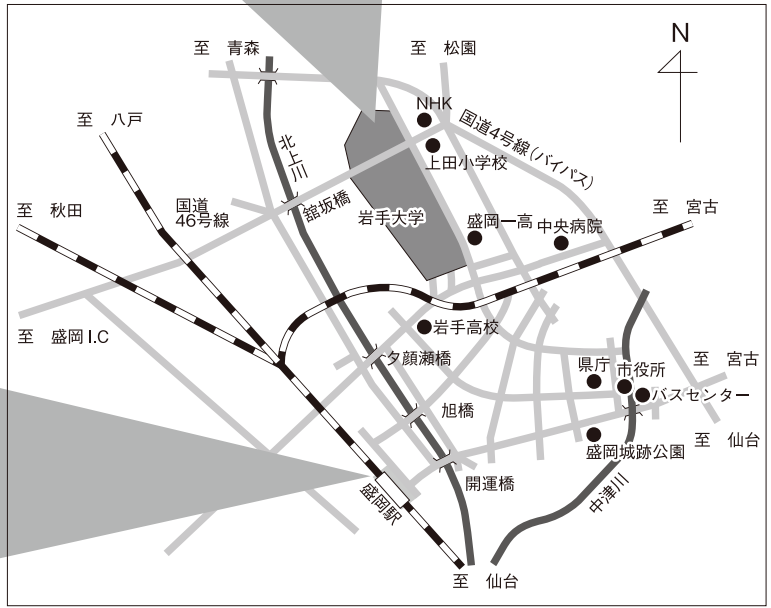 至 青森
至 松園
N
NHK
国道4号線(バイパス)
至 八戸
北上川
上田小学校
至 秋田
国道
46号線
舘坂橋
岩手大学
盛岡一高
中央病院
至 宮古
至 盛岡I.C
岩手高校
夕顔瀬橋
県庁
市役所
至 宮古
バスセンター
旭橋
盛岡城跡公園
至 仙台
開運橋
盛岡駅
中津川
至 仙台